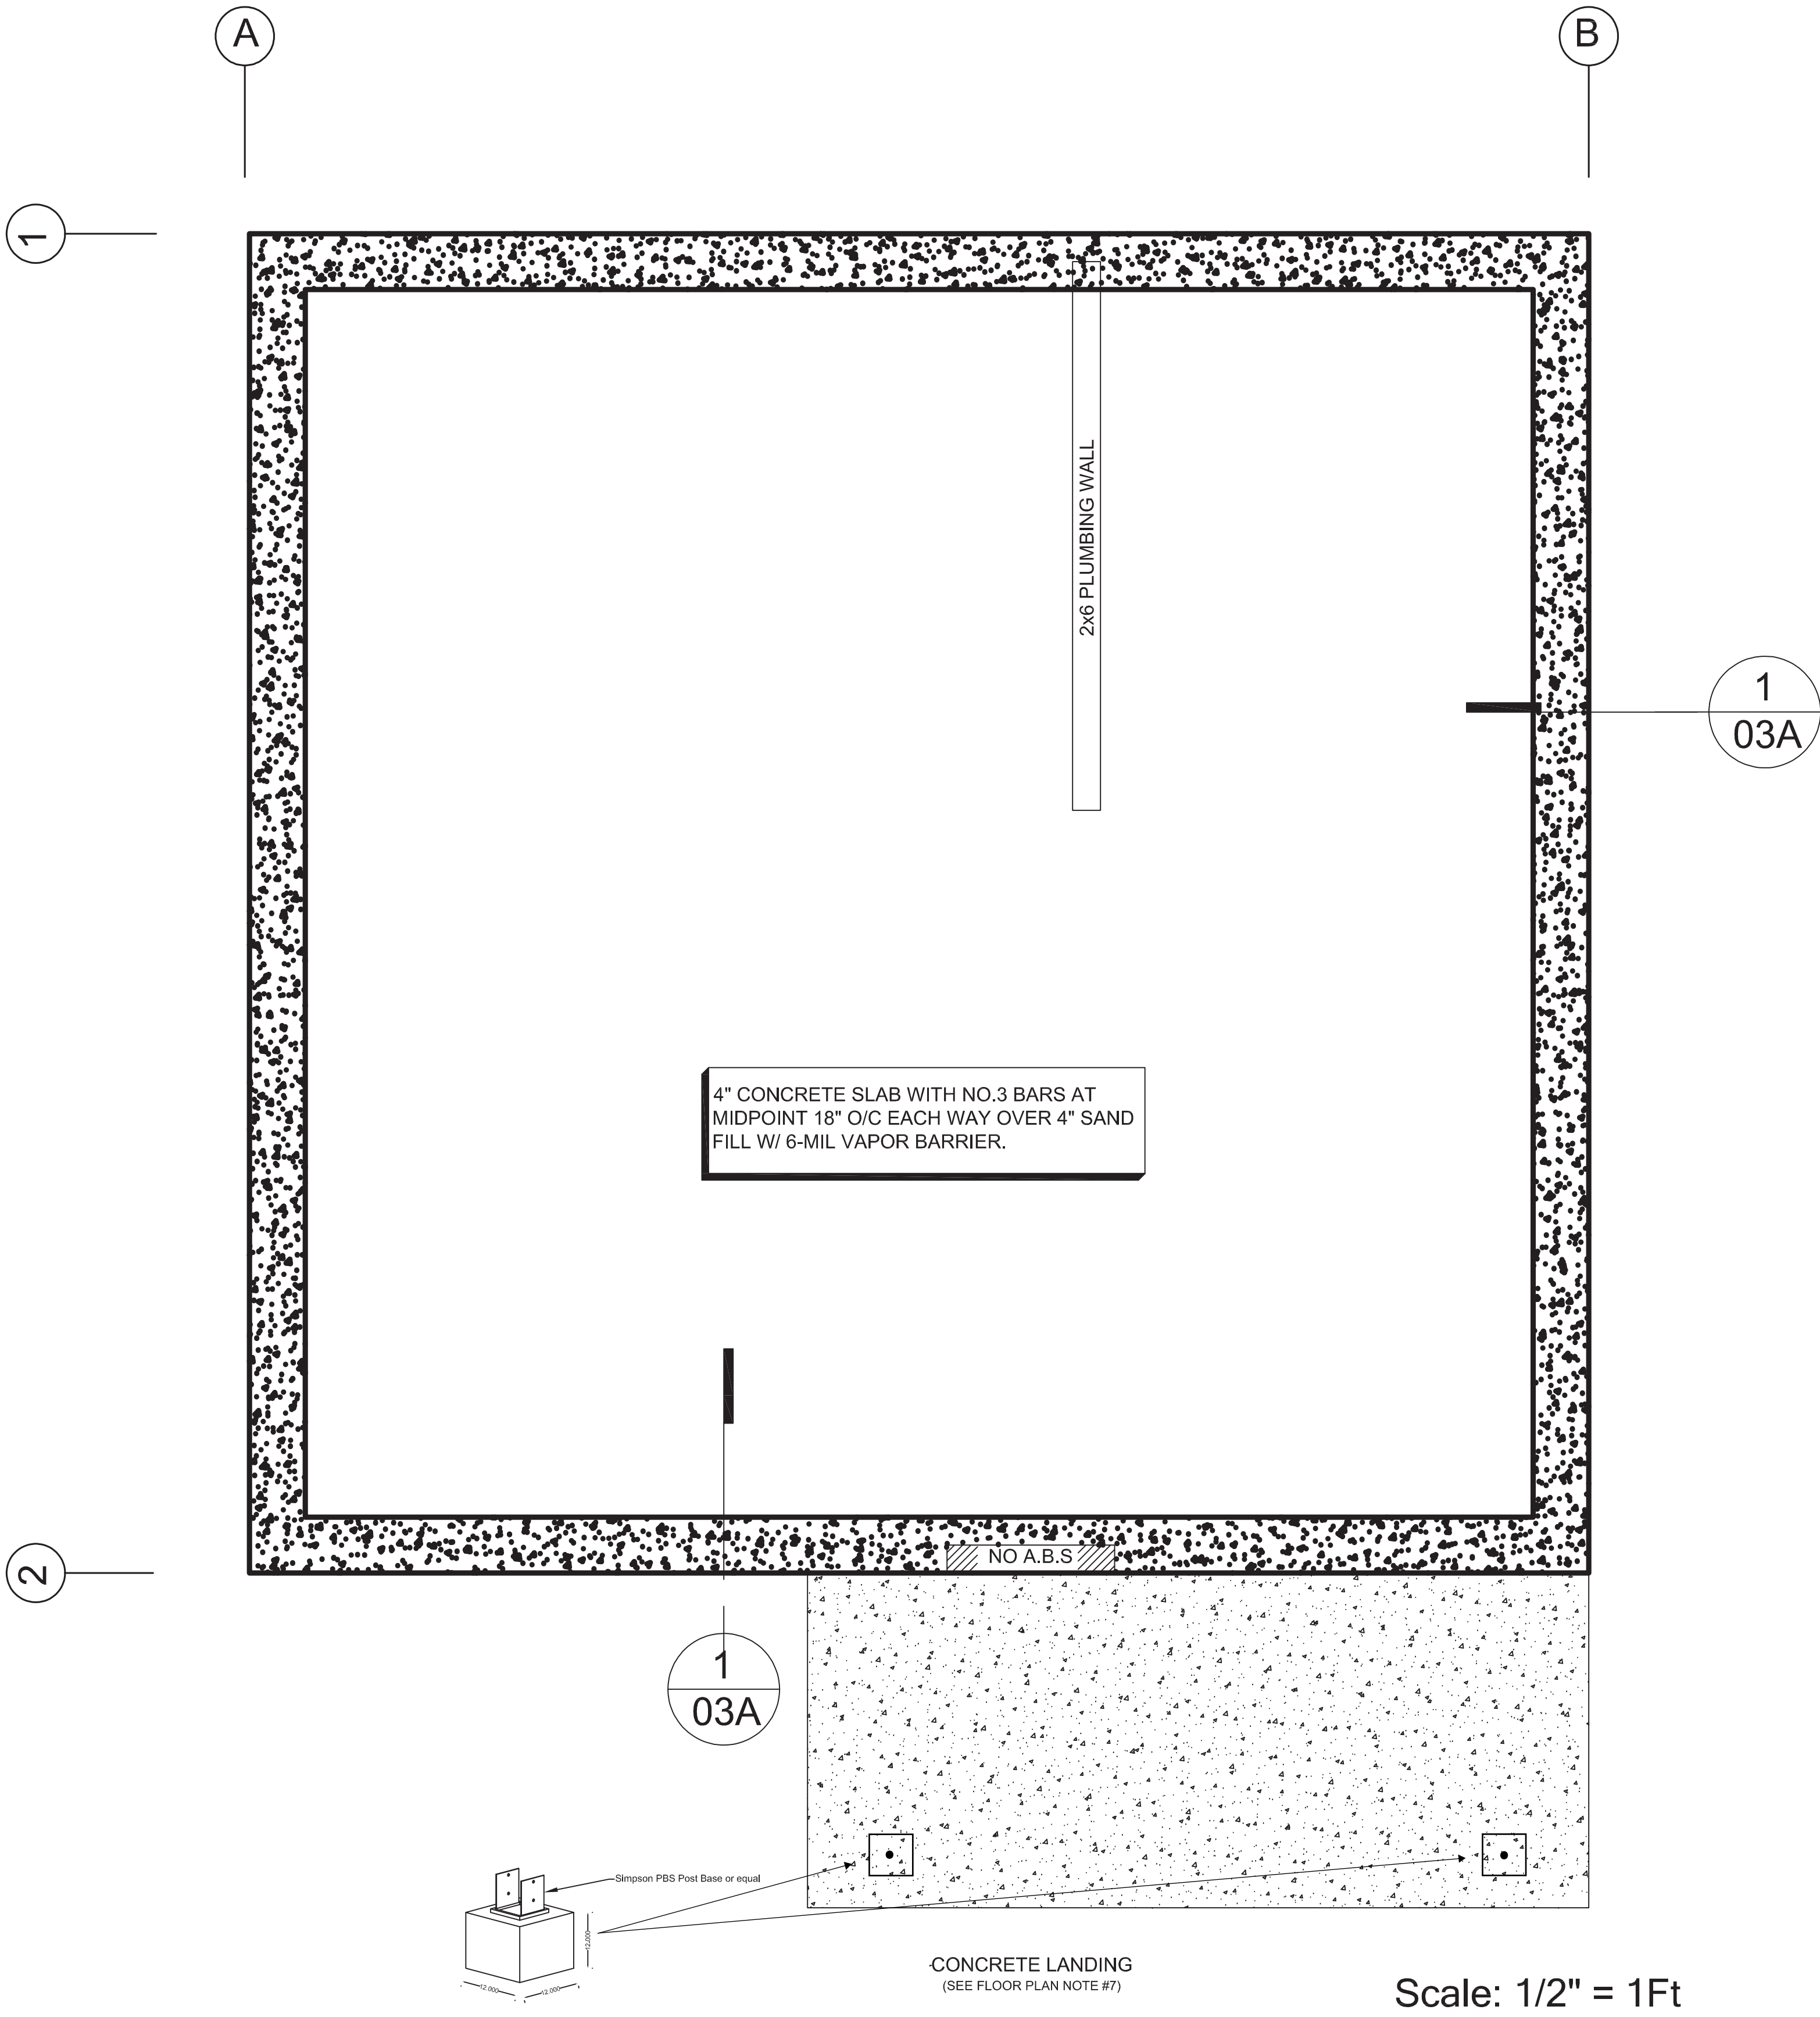 A
B
1
2x6 PLUMBING WALL
1
03A
4" CONCRETE SLAB WITH NO.3 BARS AT
MIDPOINT 18" O/C EACH WAY OVER 4" SAND
FILL W/ 6-MIL VAPOR BARRIER.
2
NO A.B.S
1
03A
Simpson PBS Post Base or equal
12.000
12.000
12.000
CONCRETE LANDING
(SEE FLOOR PLAN NOTE #7)
Scale: 1/2" = 1Ft